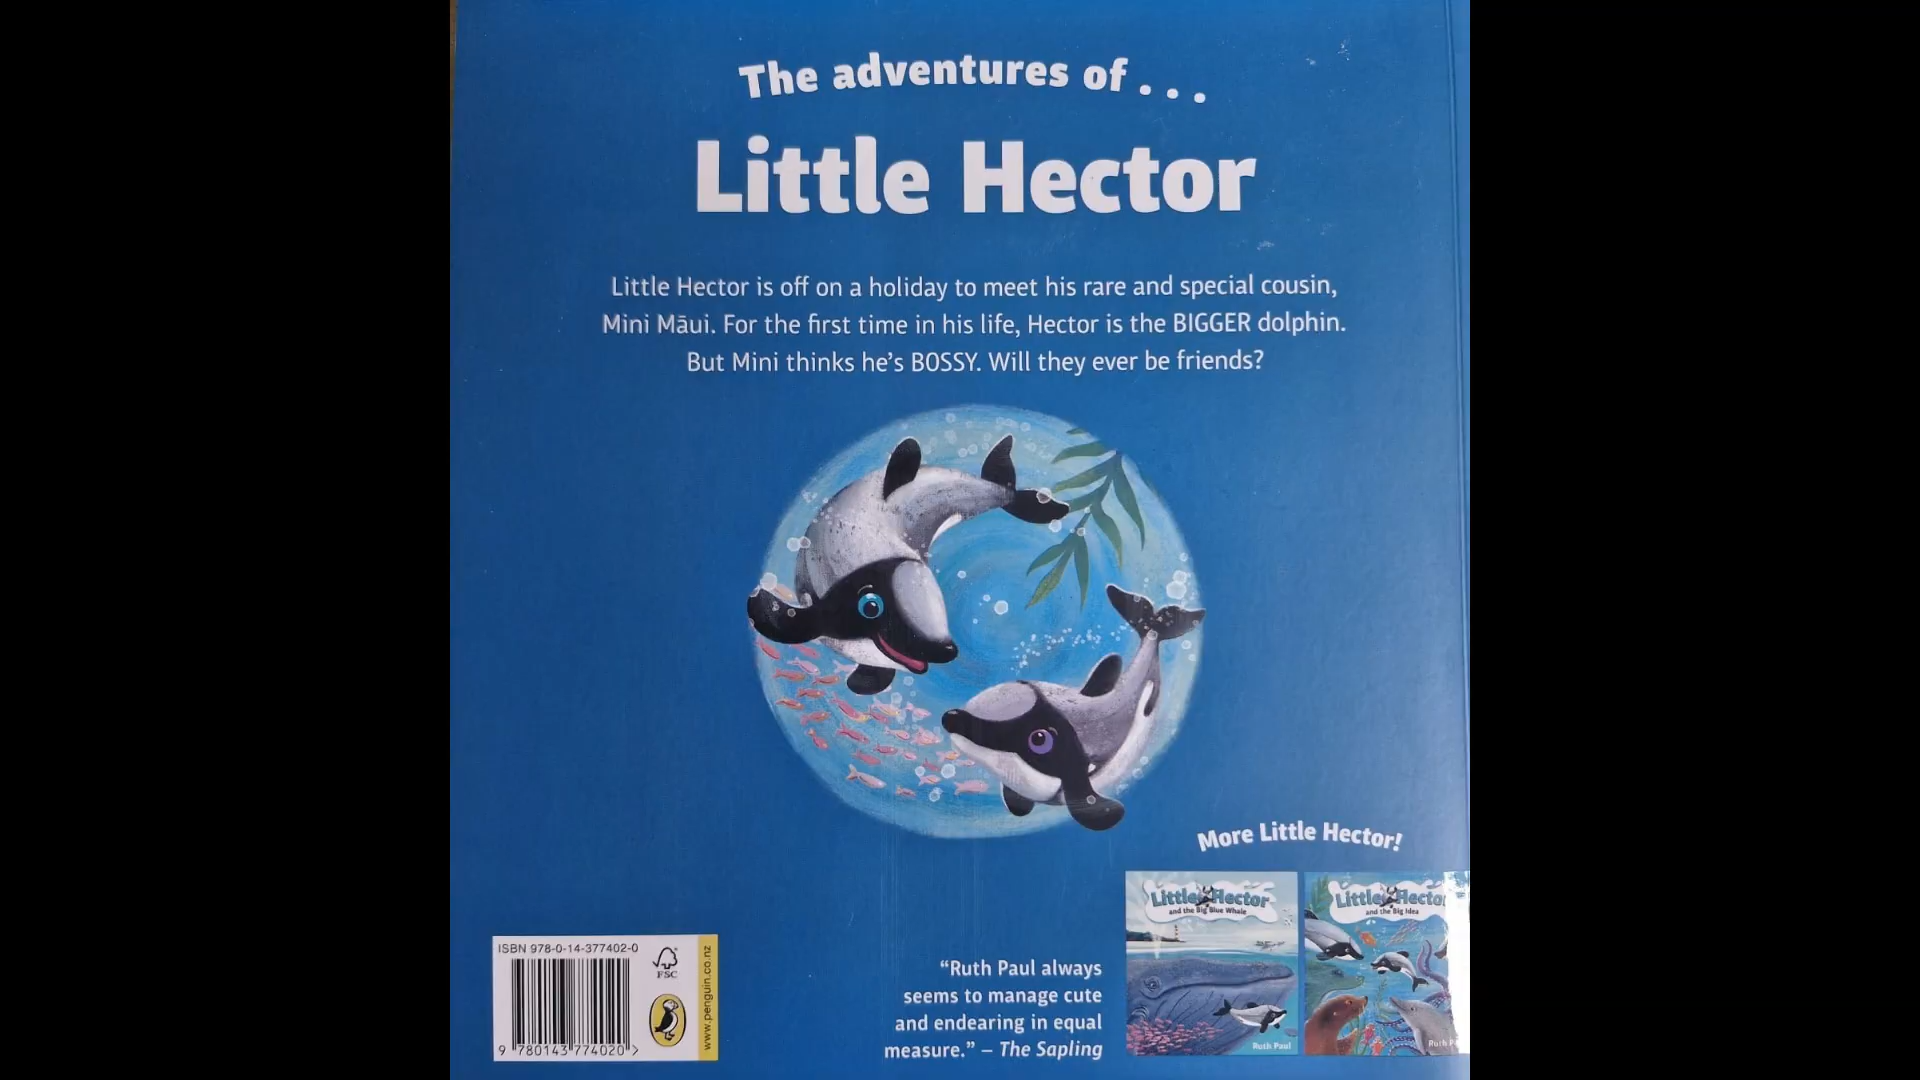 The adventures of . . .
Little Hector
Little Hector is off on a holiday to meet his rare and special cousin,
Mini Māui. For the first time in his life, Hector is the BIGGER dolphin.
But Mini thinks he’s BOSSY. Will they ever be friends?
More Little Hector!
Little Hector
and the Big Blue Whale
Ruth Paul
Little Hecto
and the Big Idea
Ruth P
“Ruth Paul always
seems to manage cute
and endearing in equal
measure.” – The Sapling
ISBN 978-0-14-377402-0
FSC
www.penguin.co.nz
9 780143 774020 >